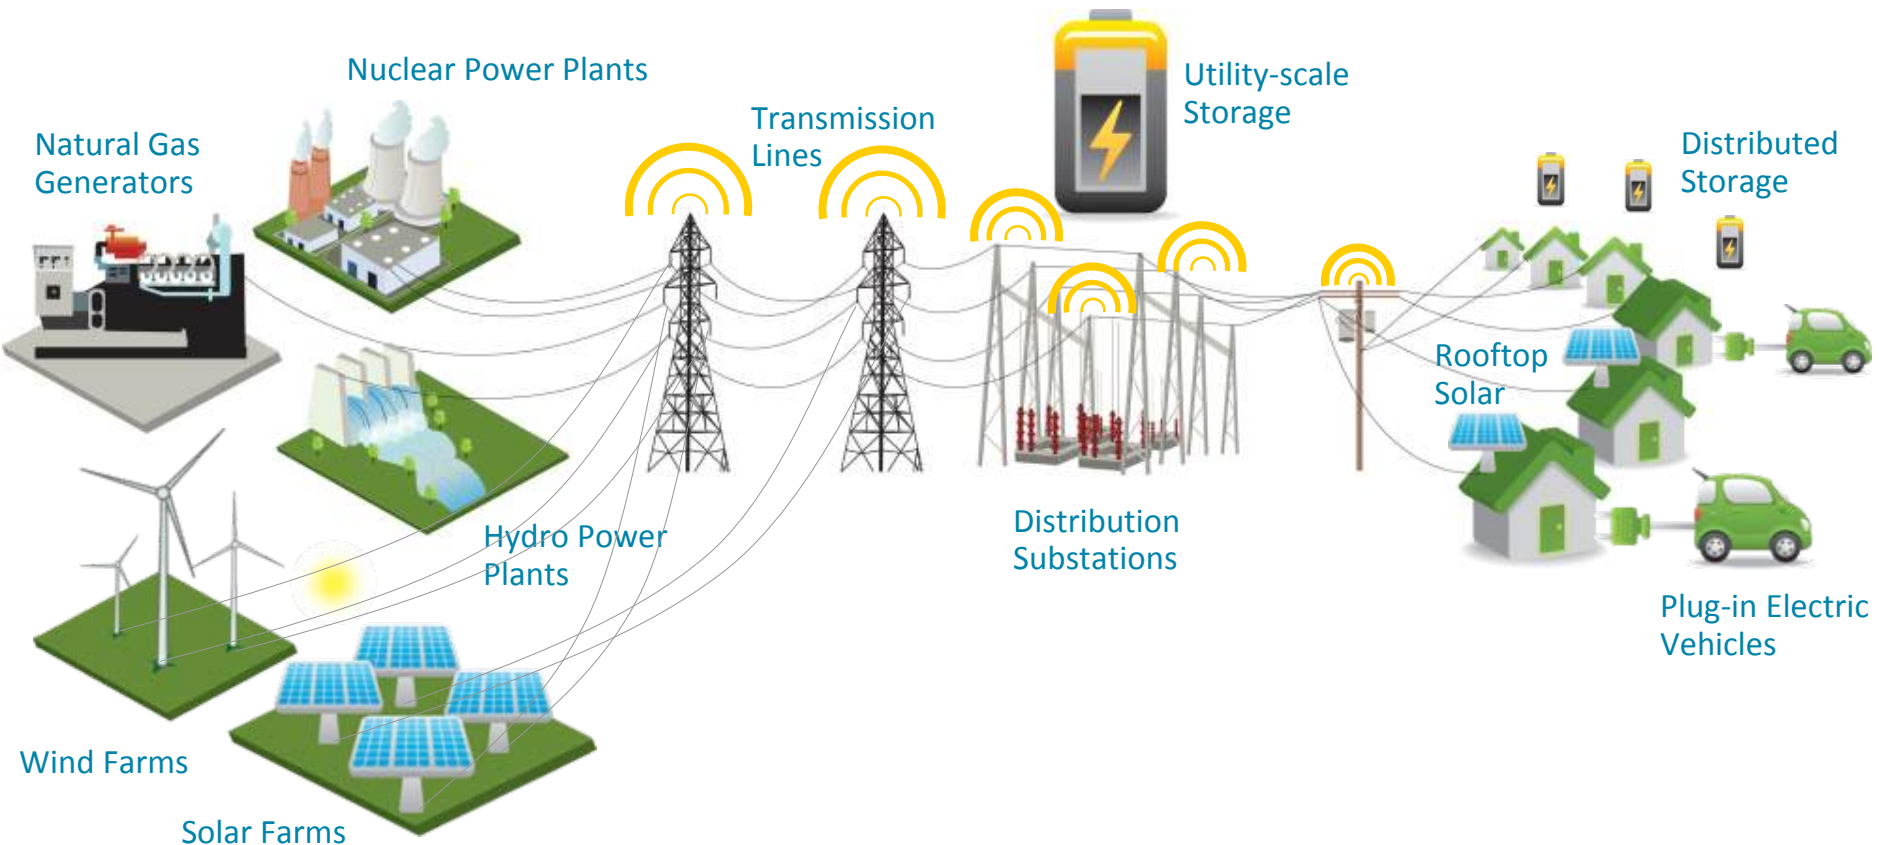 Nuclear Power Plants
Natural Gas
Generators
Transmission
Lines
Utility-scale
Storage
Distributed
Storage
Rooftop
Solar
Hydro Power
Plants
Distribution
Substations
Plug-in Electric
Vehicles
Wind Farms
Solar Farms